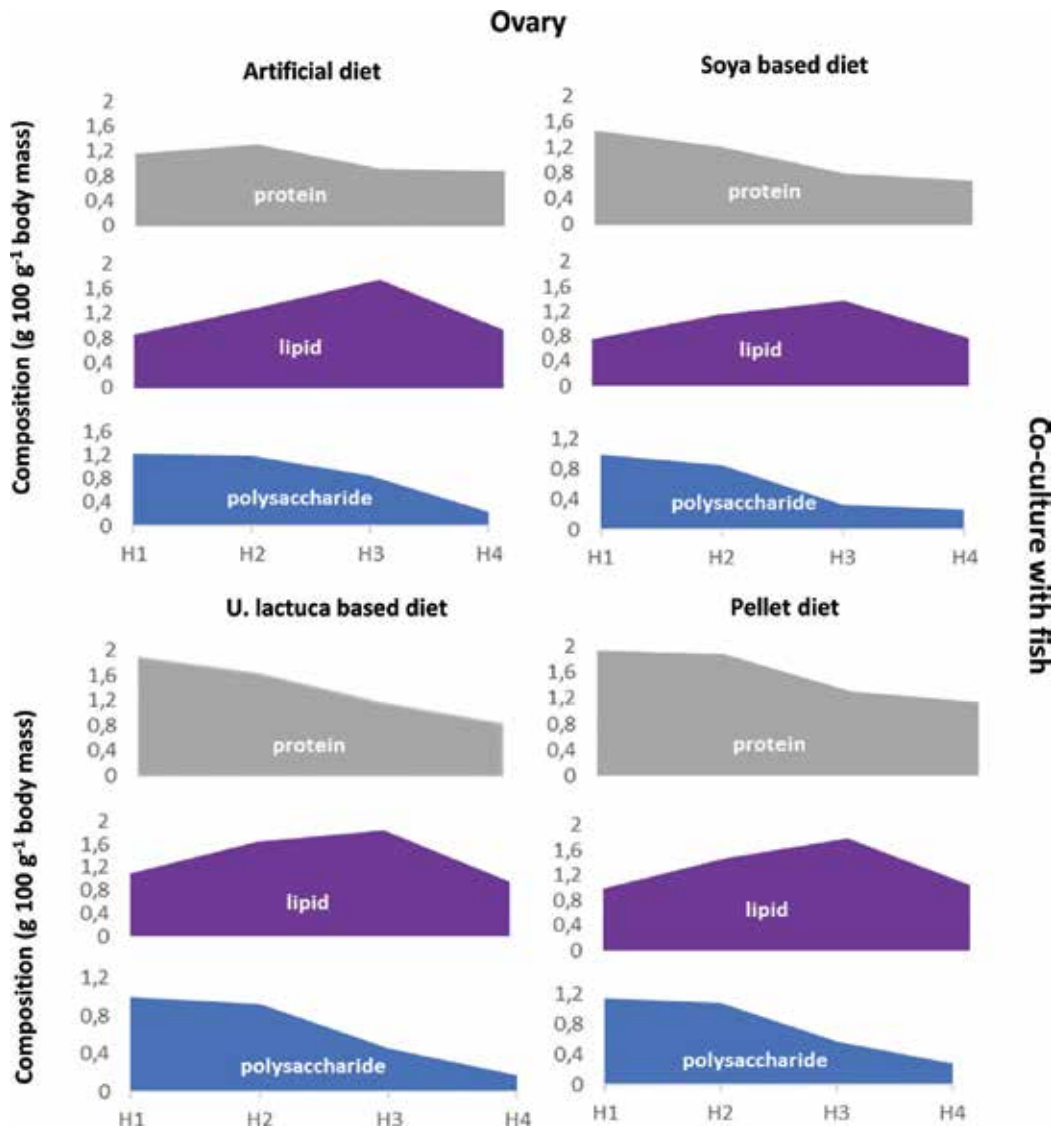 Ovary
Artificial diet
Soya based diet
Composition (g 100 g⁻¹ body mass)
2
1,6
1,2
0,8
0,4
0
protein
2
1,6
1,2
0,8
0,4
0
protein
2
1,6
1,2
0,8
0,4
0
lipid
2
1,6
1,2
0,8
0,4
0
lipid
1,6
1,2
0,8
0,4
0
polysaccharide
H1 H2 H3 H4
1,2
0,8
0,4
0
polysaccharide
H1 H2 H3 H4
Co-culture with fish
U. lactuca based diet
Pellet diet
Composition (g 100 g⁻¹ body mass)
2
1,6
1,2
0,8
0,4
0
protein
2
1,6
1,2
0,8
0,4
0
protein
2
1,6
1,2
0,8
0,4
0
lipid
2
1,6
1,2
0,8
0,4
0
lipid
1,2
0,8
0,4
0
polysaccharide
H1 H2 H3 H4
1,2
0,8
0,4
0
polysaccharide
H1 H2 H3 H4